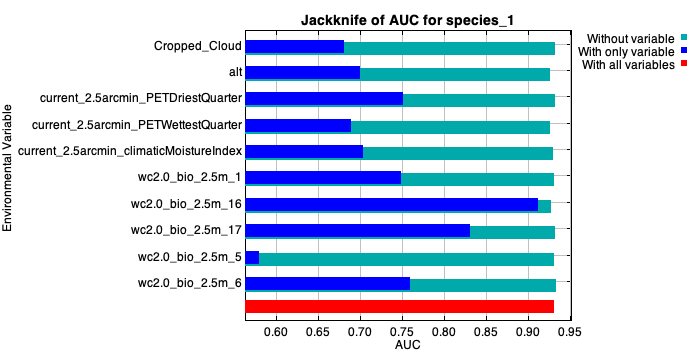 Jackknife of AUC for species_1
Without variable
With only variable
With all variables
Environmental Variable
Cropped_Cloud
alt
current_2.5arcmin_PETDriestQuarter
current_2.5arcmin_PETWettestQuarter
current_2.5arcmin_climaticMoistureIndex
wc2.0_bio_2.5m_1
wc2.0_bio_2.5m_16
wc2.0_bio_2.5m_17
wc2.0_bio_2.5m_5
wc2.0_bio_2.5m_6
0.60 0.65 0.70 0.75 0.80 0.85 0.90 0.95
AUC